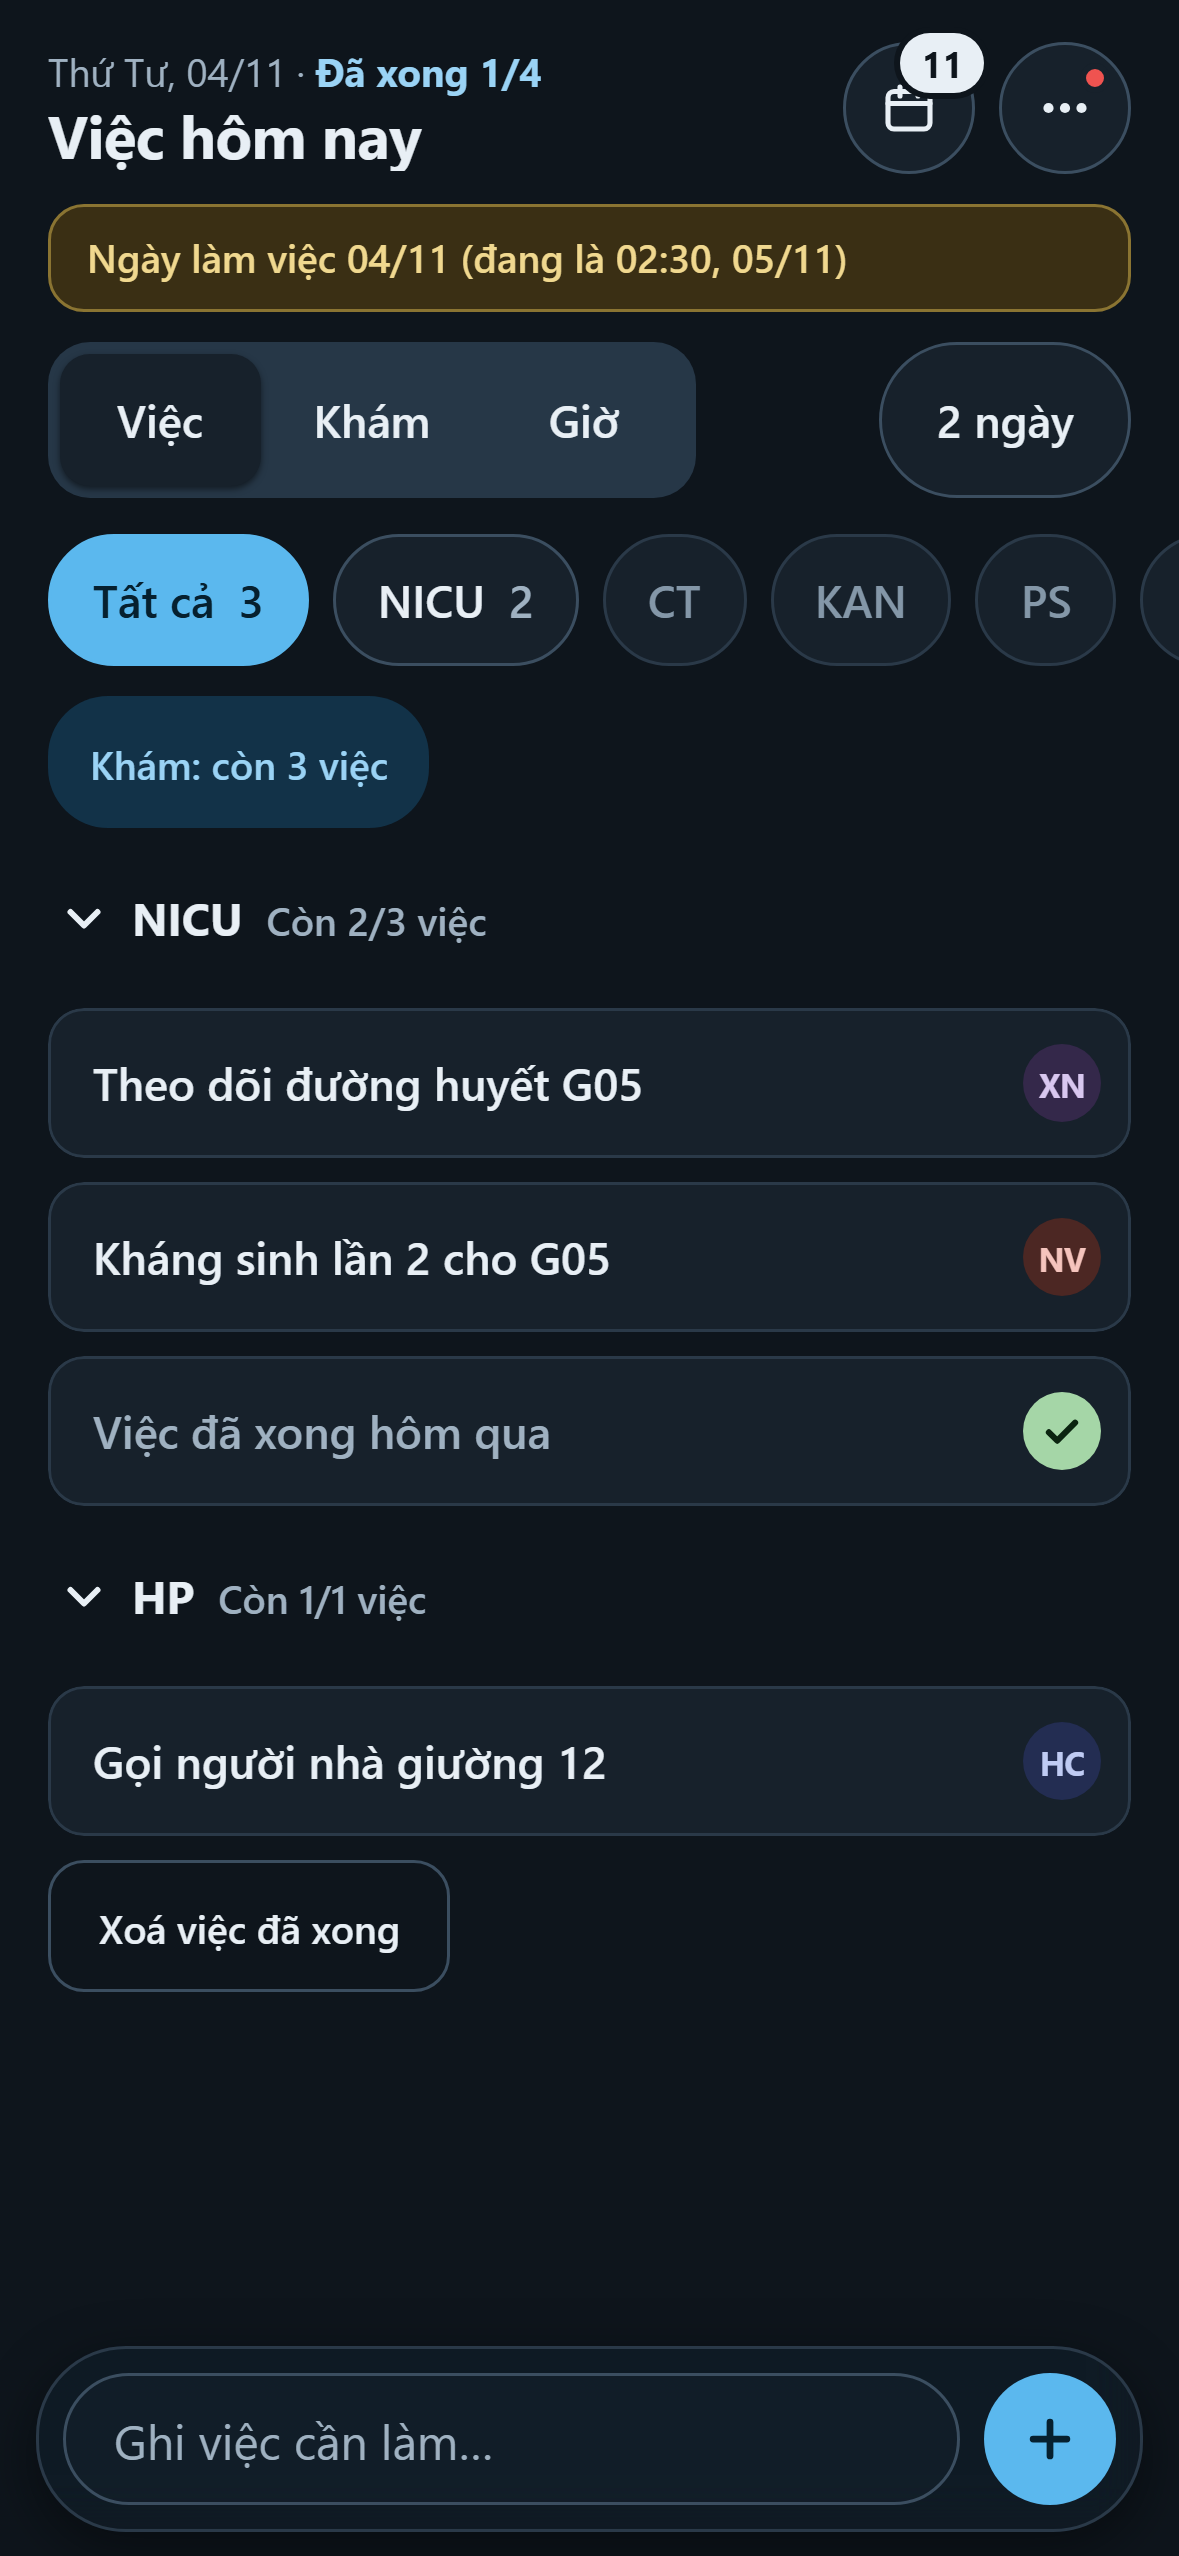 Thứ Tư, 04/11 · Đã xong 1/4
11
Việc hôm nay
Ngày làm việc 04/11 (đang là 02:30, 05/11)
Việc Khám Giờ 2 ngày
Tất cả 3 NICU 2 CT KAN PS
Khám: còn 3 việc
NICU Còn 2/3 việc
Theo dõi đường huyết G05 XN
Kháng sinh lần 2 cho G05 NV
Việc đã xong hôm qua
HP Còn 1/1 việc
Gọi người nhà giường 12 HC
Xoá việc đã xong
Ghi việc cần làm...